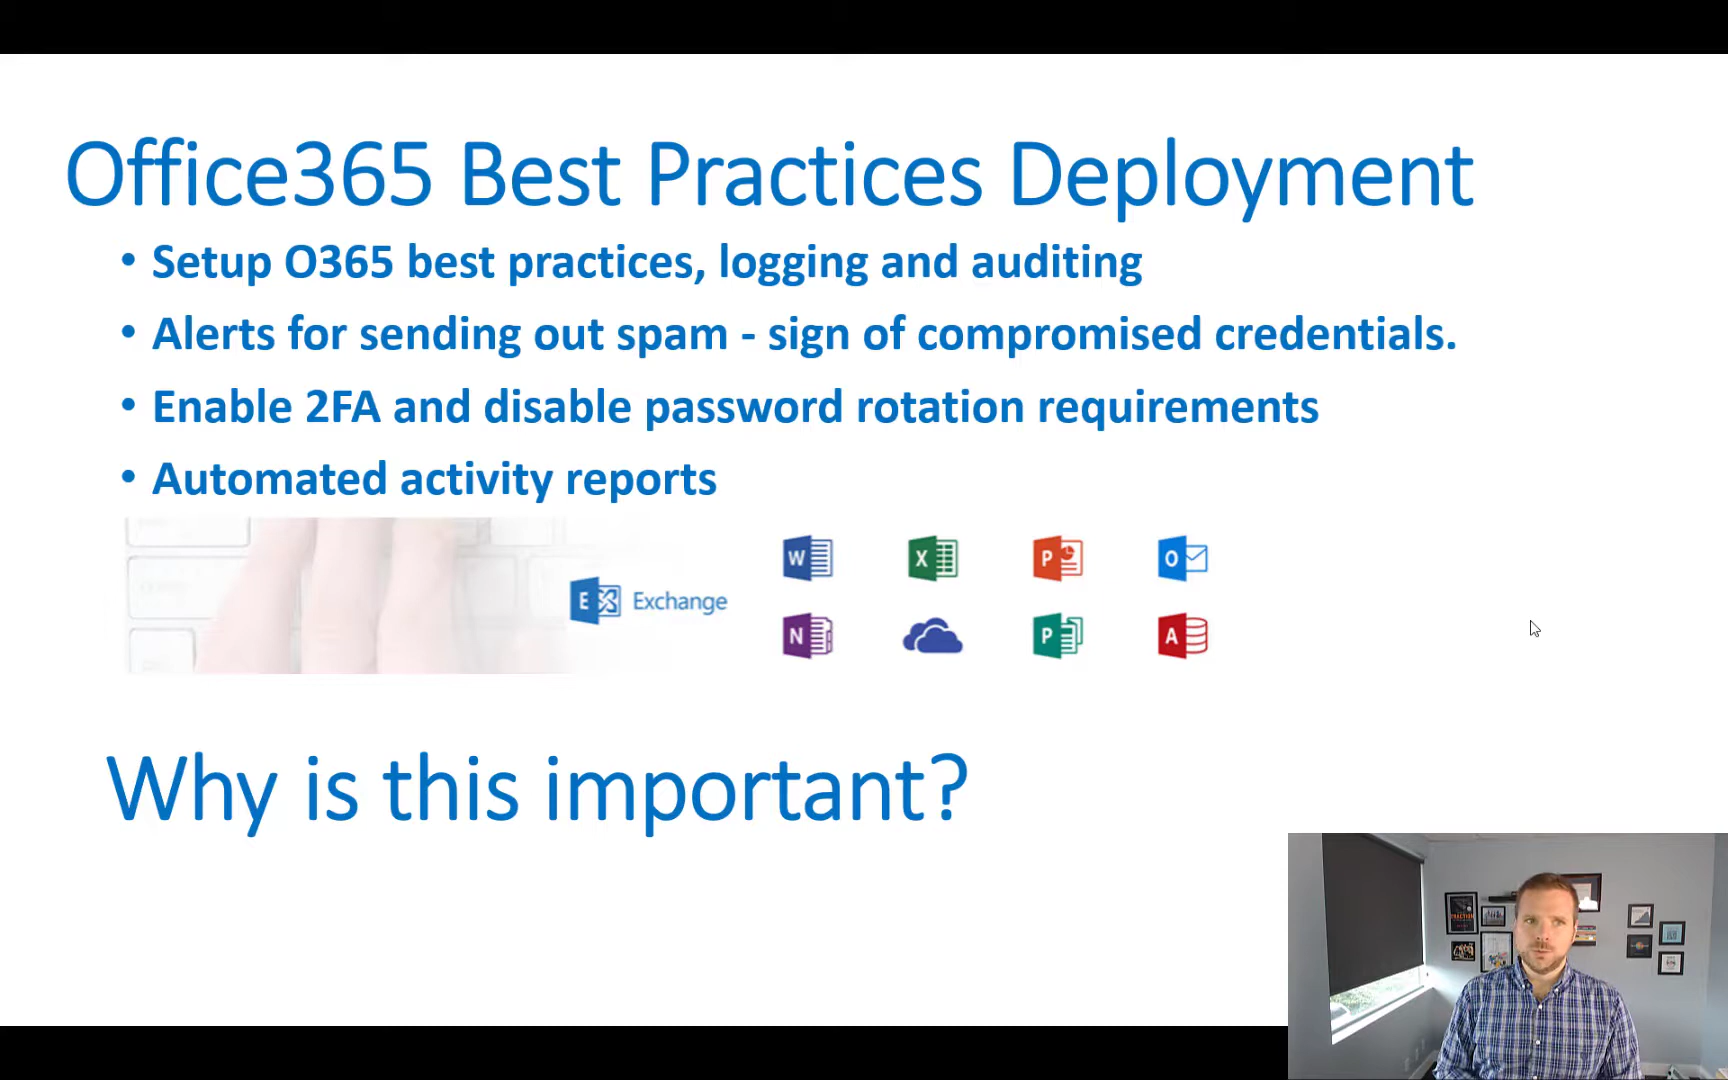 Office365 Best Practices Deployment
• Setup O365 best practices, logging and auditing
• Alerts for sending out spam - sign of compromised credentials.
• Enable 2FA and disable password rotation requirements
• Automated activity reports
W
X
P
O
E
Exchange
N
P
A
Why is this important?
TRACTION